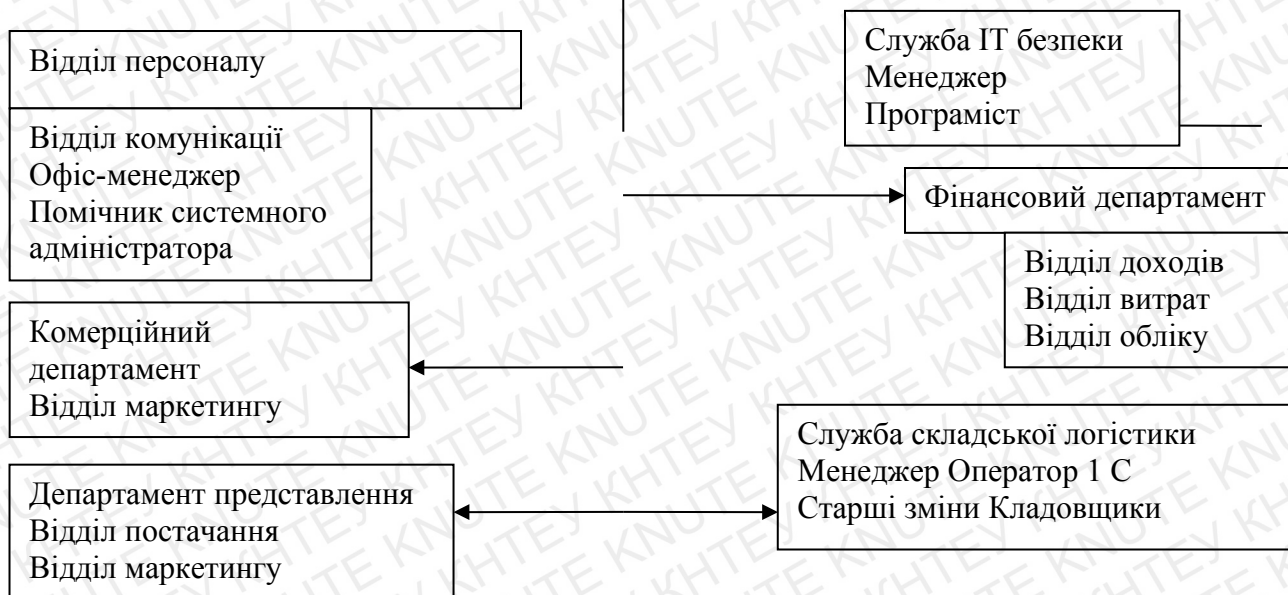 Відділ персоналу
Відділ комунікації
Офіс-менеджер
Помічник системного
адміністратора
Комерційний
департамент
Відділ маркетингу
Департамент представлення
Відділ постачання
Відділ маркетингу
Служба ІТ безпеки
Менеджер
Програміст
Фінансовий департамент
Відділ доходів
Відділ витрат
Відділ обліку
Служба складської логістики
Менеджер Оператор 1 С
Старші зміни Кладовщики